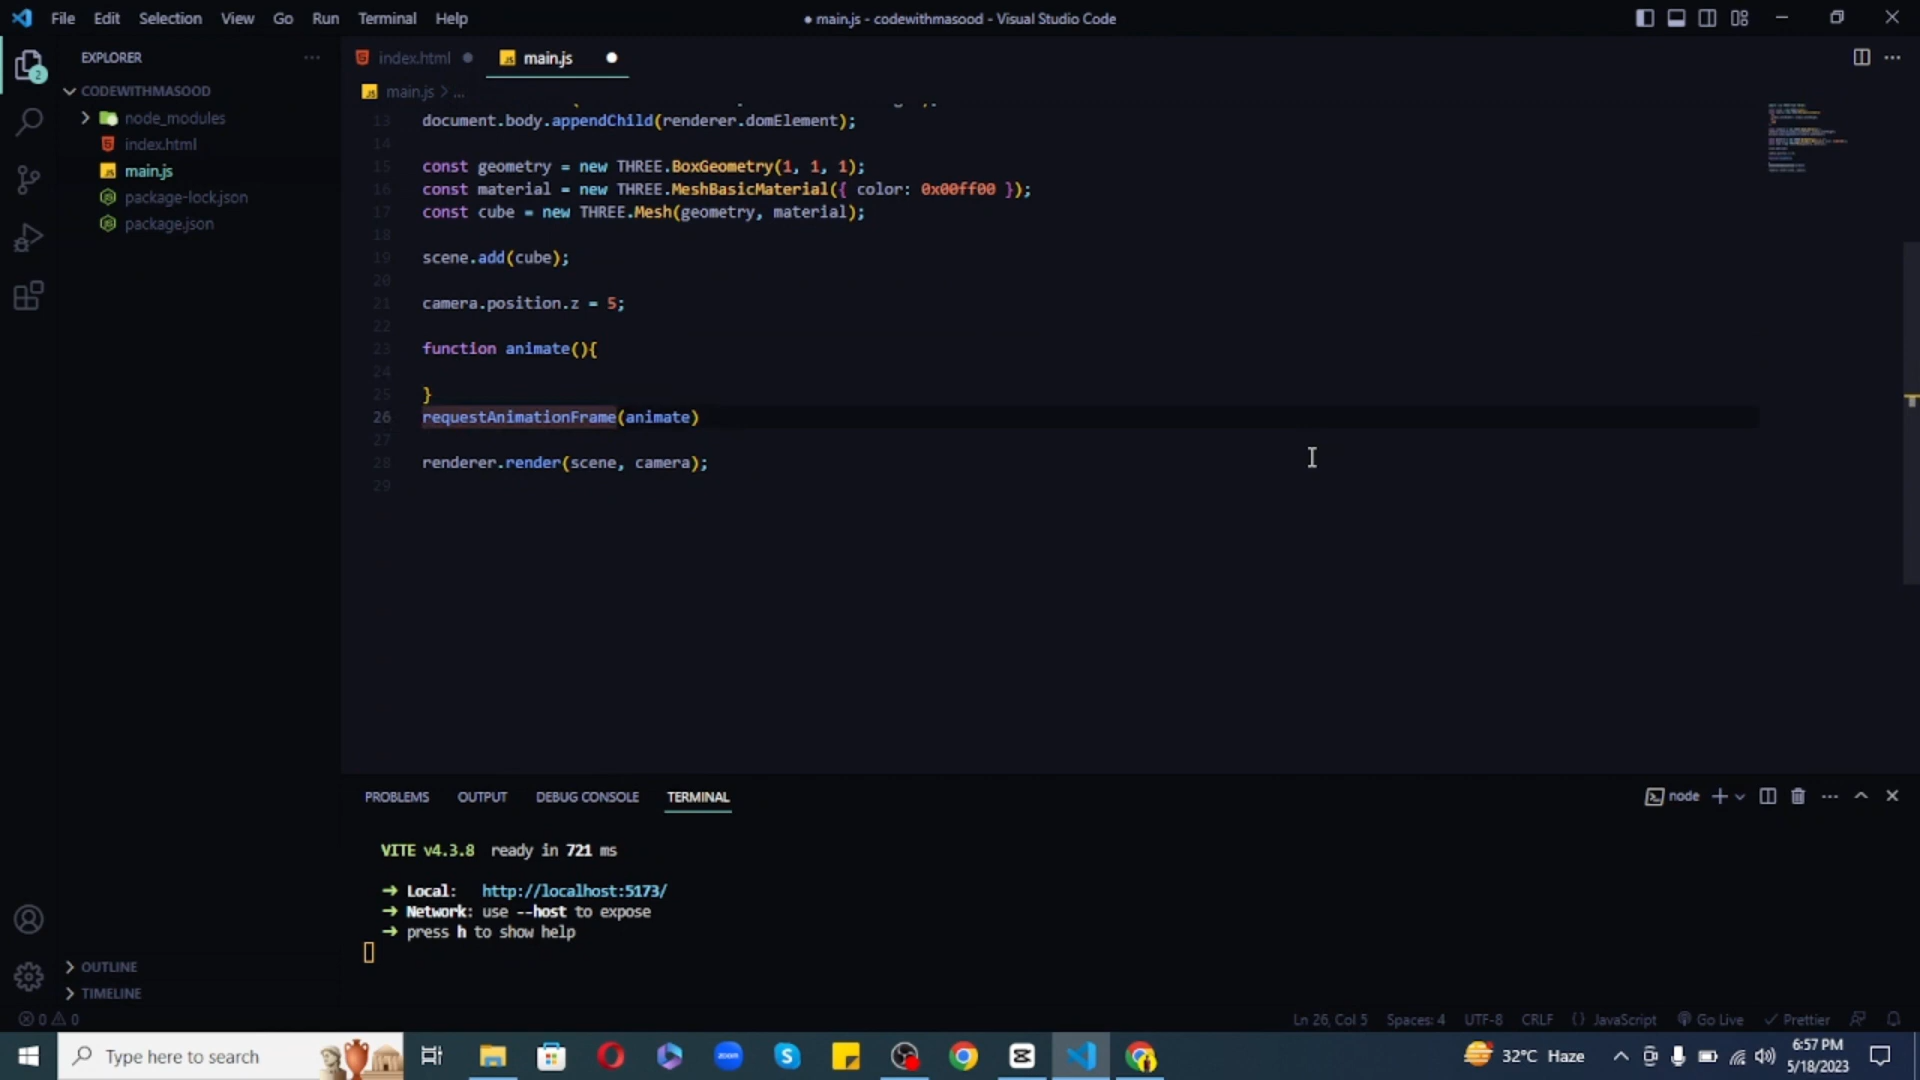 File Edit Selection View Go Run Terminal Help
● main.js - codewithmasood - Visual Studio Code
EXPLORER
CODEWITHMASOOD
node_modules
index.html
main.js
package-lock.json
package.json
OUTLINE
TIMELINE
2
index.html
main.js
main.js > ...
13 document.body.appendChild(renderer.domElement);
14
15 const geometry = new THREE.BoxGeometry(1, 1, 1);
16 const material = new THREE.MeshBasicMaterial({ color: 0x00ff00 });
17 const cube = new THREE.Mesh(geometry, material);
18
19 scene.add(cube);
20
21 camera.position.z = 5;
22
23 function animate(){
24
25 }
26 requestAnimationFrame(animate)
27
28 renderer.render(scene, camera);
29
PROBLEMS OUTPUT DEBUG CONSOLE TERMINAL
node
VITE v4.3.8 ready in 721 ms
➜ Local: http://localhost:5173/
➜ Network: use --host to expose
➜ press h to show help
0 0
Ln 26, Col 5 Spaces: 4 UTF-8 CRLF {} JavaScript Go Live Prettier
Type here to search
zoom
32°C Haze
6:57 PM
5/18/2023